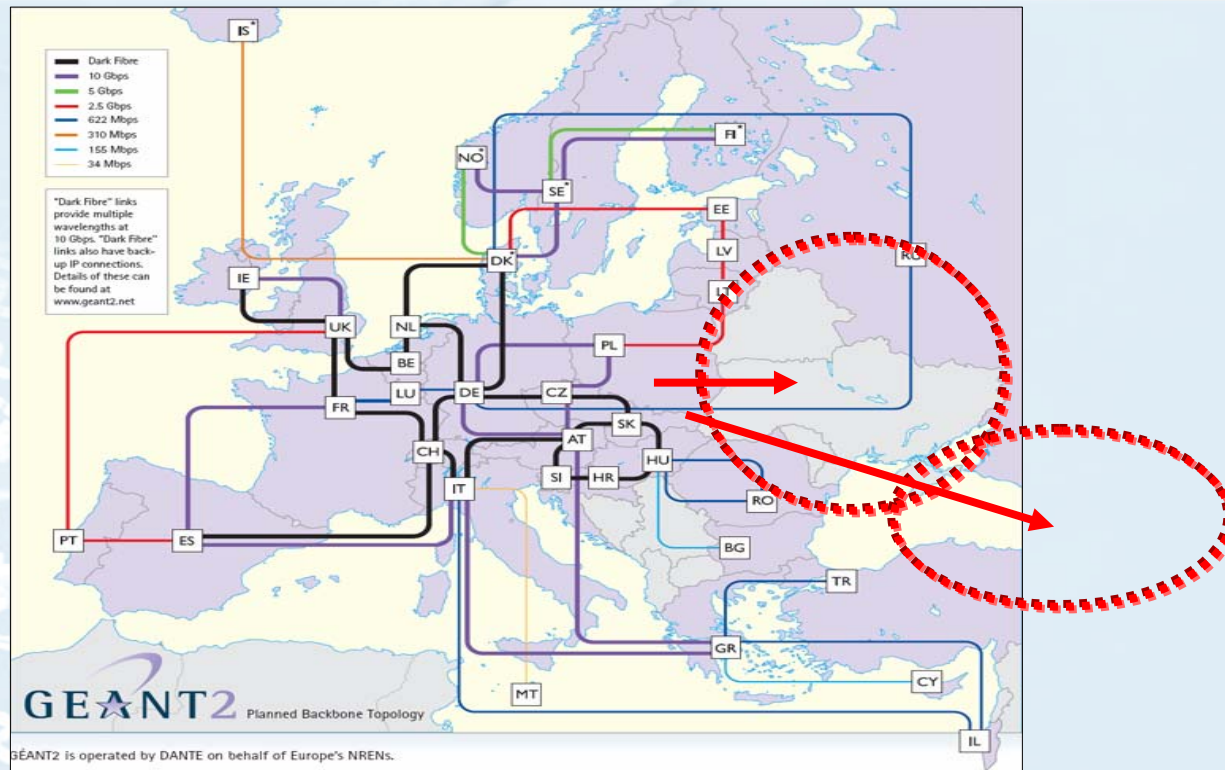 IS*
Dark Fibre
10 Gbps
5 Gbps
2.5 Gbps
622 Mbps
310 Mbps
155 Mbps
34 Mbps
"Dark Fibre" links
provide multiple
wavelengths at
10 Gbps. "Dark Fibre"
links also have back-
up IP connections.
Details of these can
be found at
www.geant2.net
FI*
NO*
SE*
EE
LV
DK*
RU
IE
LT
UK
NL
PL
BE
LU
DE
CZ
FR
SK
AT
CH
HU
SI
HR
IT
RO
PT
ES
BG
TR
GR
CY
MT
IL
GEANT2 Planned Backbone Topology
GÉANT2 is operated by DANTE on behalf of Europe's NRENs.